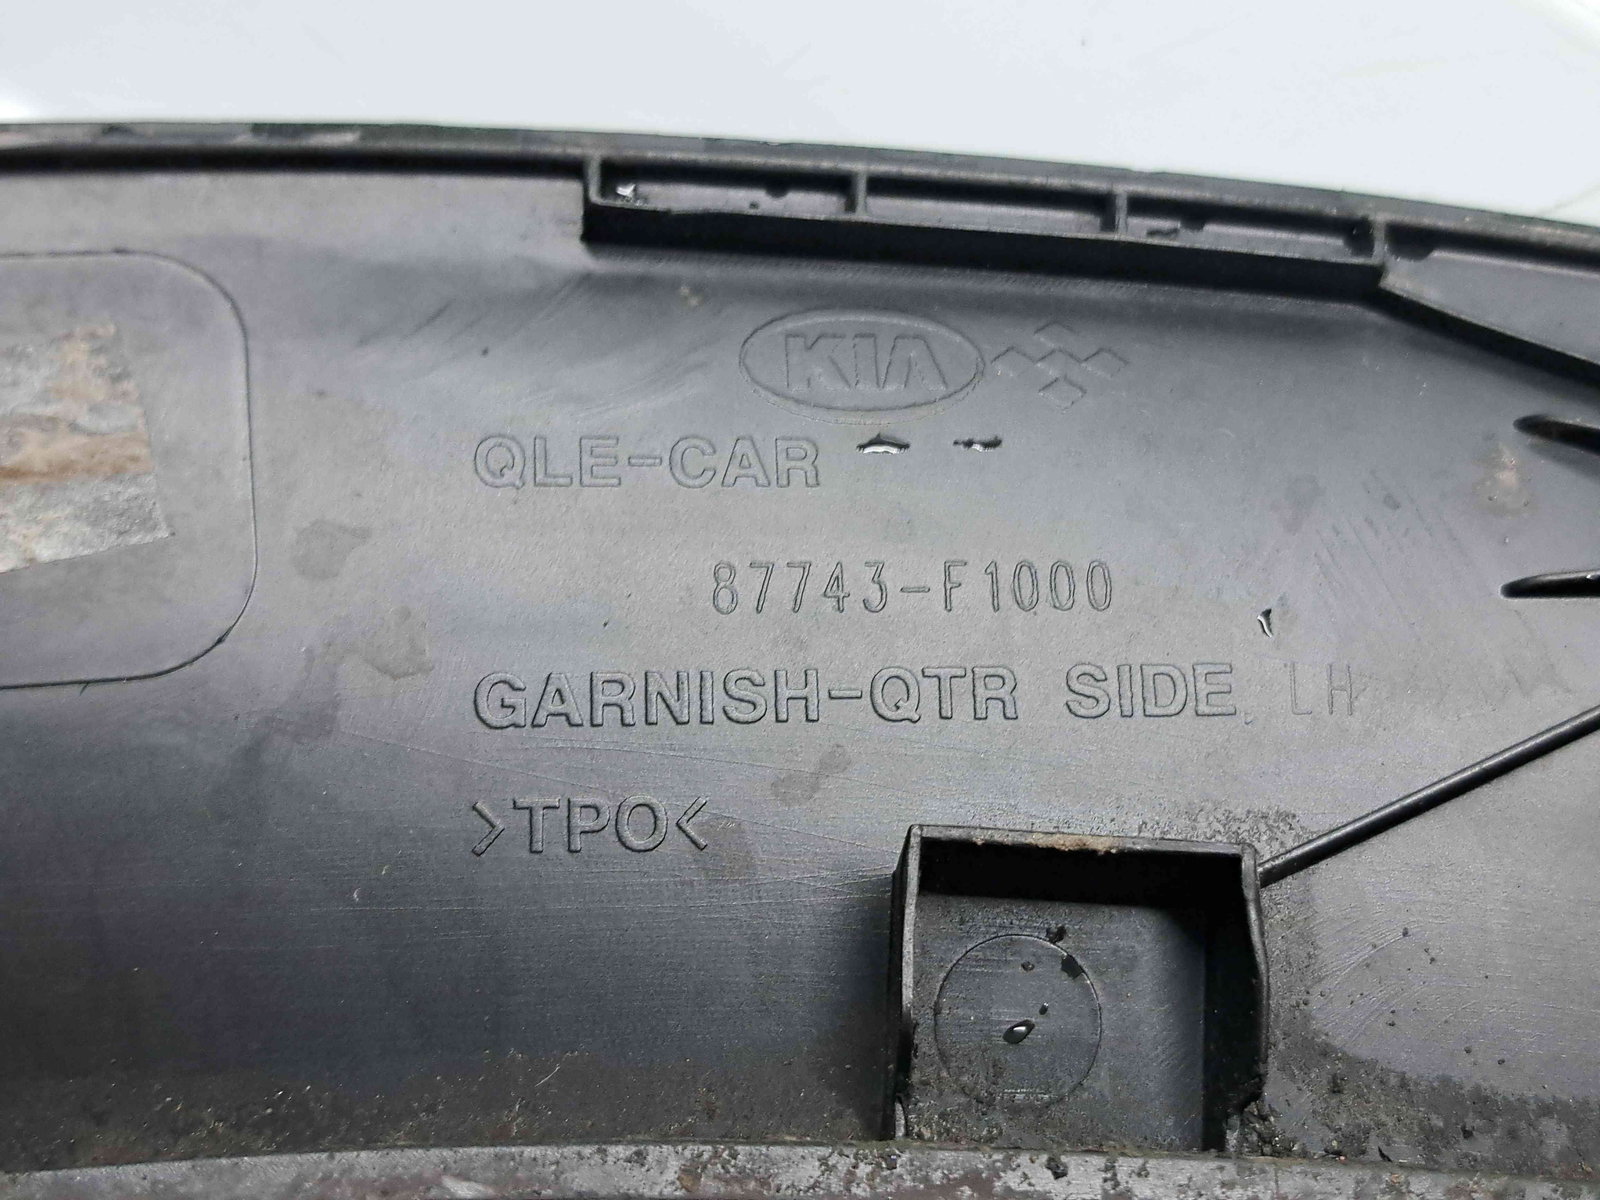 KIA
QLE-CAR
87743-F1000
GARNISH-QTR SIDE, LH
>TPO<